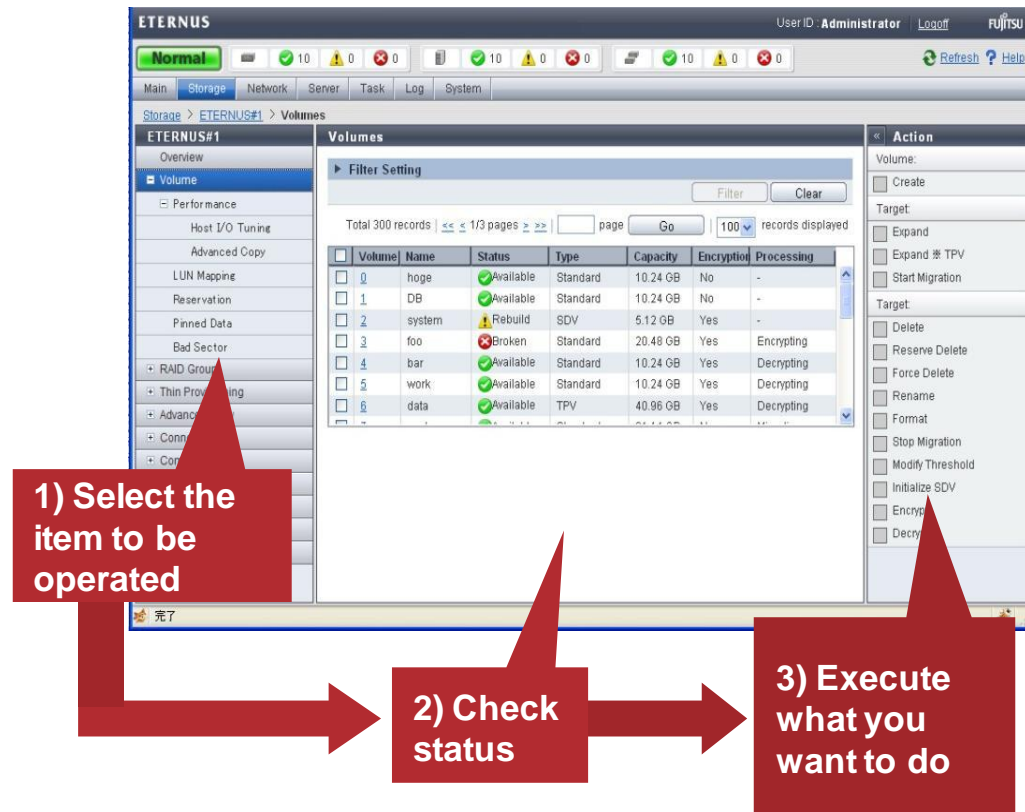 ETERNUS
User ID : Administrator Logoff FUJITSU
Normal 10 0 0 10 0 0 10 0 0 Refresh ? Help
Main Storage Network Server Task Log System
Storage > ETERNUS#1 > Volumes
ETERNUS#1
Overview
Volume
Performance
Host I/O Tuning
Advanced Copy
LUN Mapping
Reservation
Pinned Data
Bad Sector
RAID Group
Thin Prov ning
Advance
Conn
Con
Volumes
Filter Setting
Filter Clear
Total 300 records | << < 1/3 pages > >> | page Go | 100 records displayed
Volume Name Status Type Capacity Encryption Processing
0 hoge Available Standard 10.24 GB No -
1 DB Available Standard 10.24 GB No -
2 system Rebuild SDV 5.12 GB Yes -
3 foo Broken Standard 20.48 GB Yes Encrypting
4 bar Available Standard 10.24 GB Yes Decrypting
5 work Available Standard 10.24 GB Yes Decrypting
6 data Available TPV 40.96 GB Yes Decrypting
« Action
Volume:
Create
Target:
Expand
Expand ※ TPV
Start Migration
Target:
Delete
Reserve Delete
Force Delete
Rename
Format
Stop Migration
Modify Threshold
Initialize SDV
Encryp
Decry
完了
1) Select the
item to be
operated
2) Check
status
3) Execute
what you
want to do